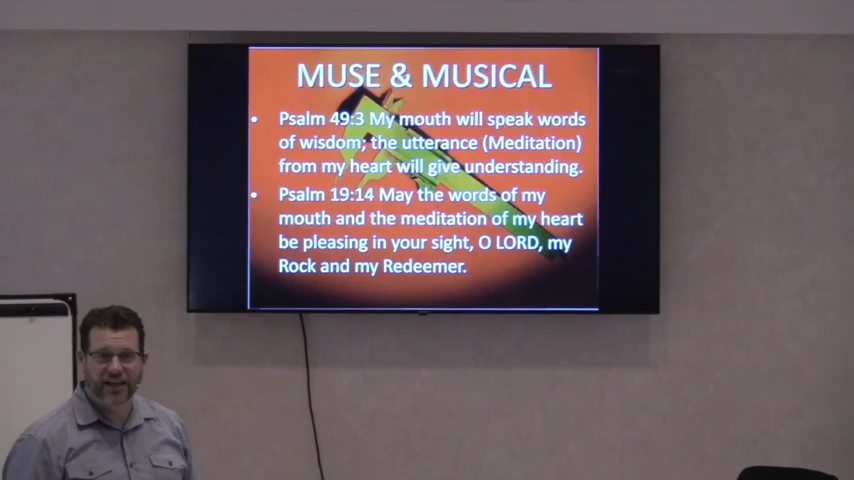 MUSE & MUSICAL
• Psalm 49:3 My mouth will speak words
of wisdom; the utterance (Meditation)
from my heart will give understanding.
• Psalm 19:14 May the words of my
mouth and the meditation of my heart
be pleasing in your sight, O LORD, my
Rock and my Redeemer.